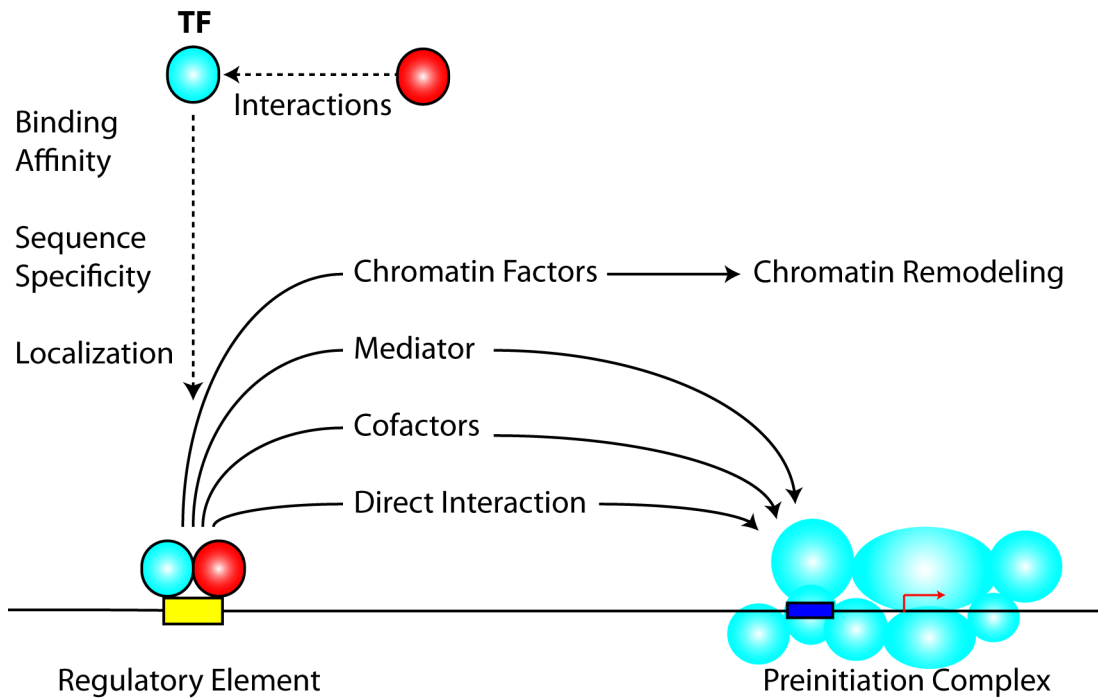 TF
Interactions
Binding
Affinity
Sequence
Specificity
Localization
Chromatin Factors
Chromatin Remodeling
Mediator
Cofactors
Direct Interaction
Regulatory Element
Preinitiation Complex